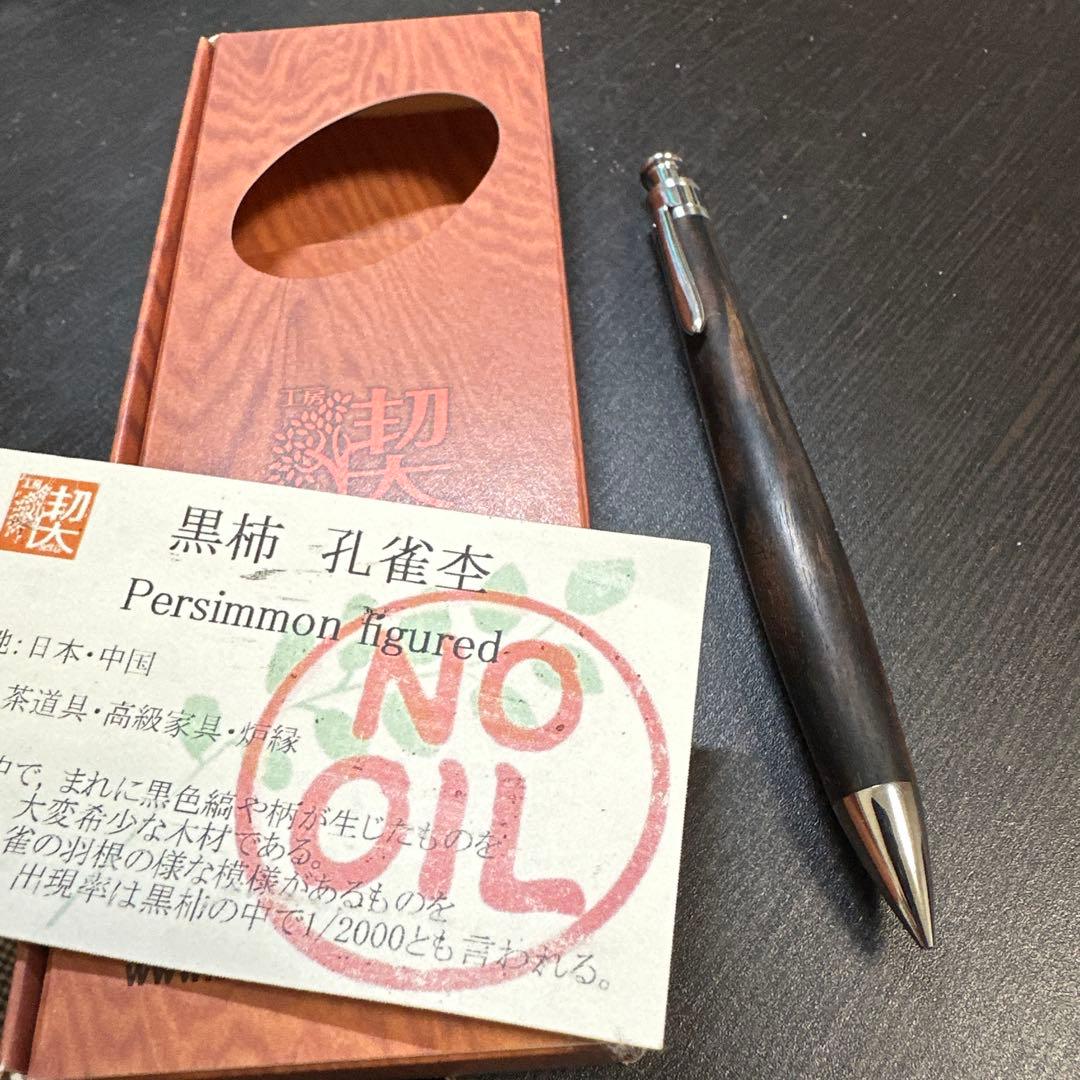 工房
楔
工房
楔
黒柿 孔雀杢
Persimmon figured
地:日本・中国
茶道具・高級家具・炉縁
中で,まれに黒色縞や柄が生じたものを
大変希少な木材である。
雀の羽根の様な模様があるものを
出現率は黒柿の中で1/2000とも言われる。
NO
OIL